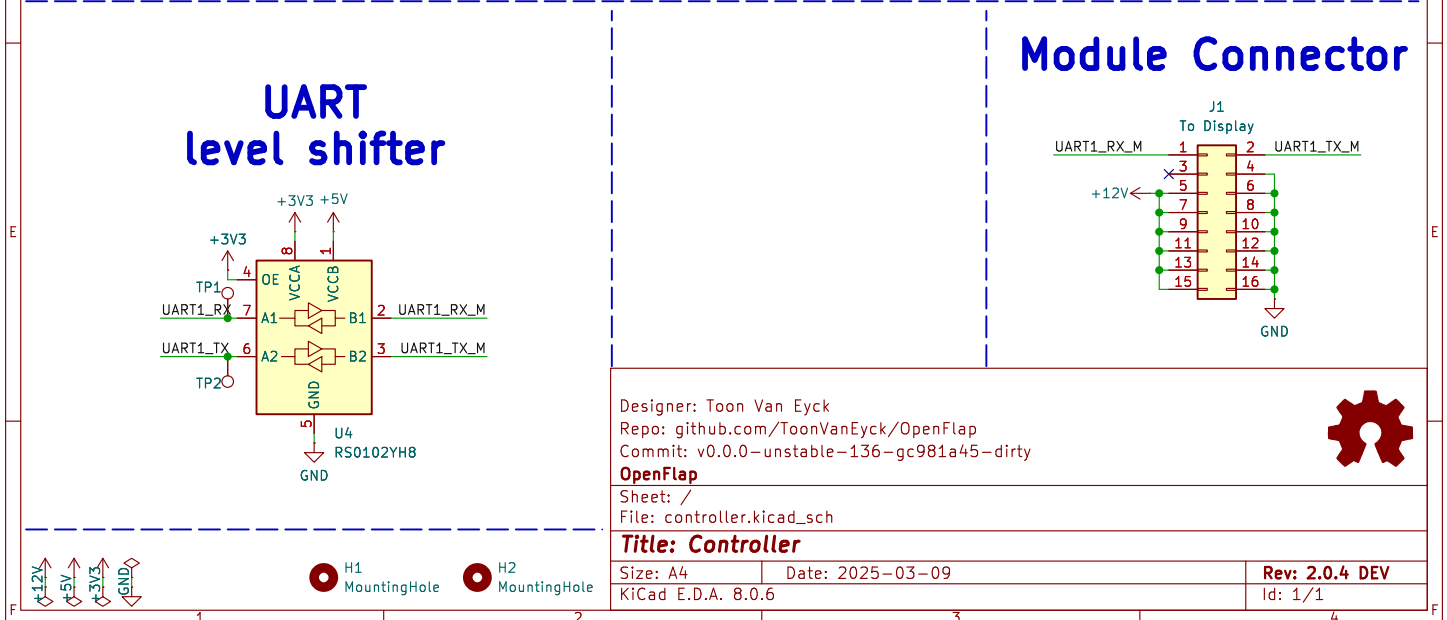 UART
level shifter
+3V3
+5V
+3V3
8
1
4
OE
VCCA
VCCB
TP1
UART1_RX
7
A1
B1
2
UART1_RX_M
UART1_TX
6
A2
B2
3
UART1_TX_M
TP2
GND
5
U4
RS0102YH8
GND
Module Connector
J1
To Display
UART1_RX_M
1
2
UART1_TX_M
3
4
+12V
5
6
7
8
9
10
11
12
13
14
15
16
GND
E
E
Designer: Toon Van Eyck
Repo: github.com/ToonVanEyck/OpenFlap
Commit: v0.0.0-unstable-136-gc981a45-dirty
OpenFlap
Sheet: /
File: controller.kicad_sch
Title: Controller
Size: A4
Date: 2025-03-09
Rev: 2.0.4 DEV
KiCad E.D.A. 8.0.6
Id: 1/1
+12V
+5V
+3V3
GND
H1
MountingHole
H2
MountingHole
F
F
1
2
3
4